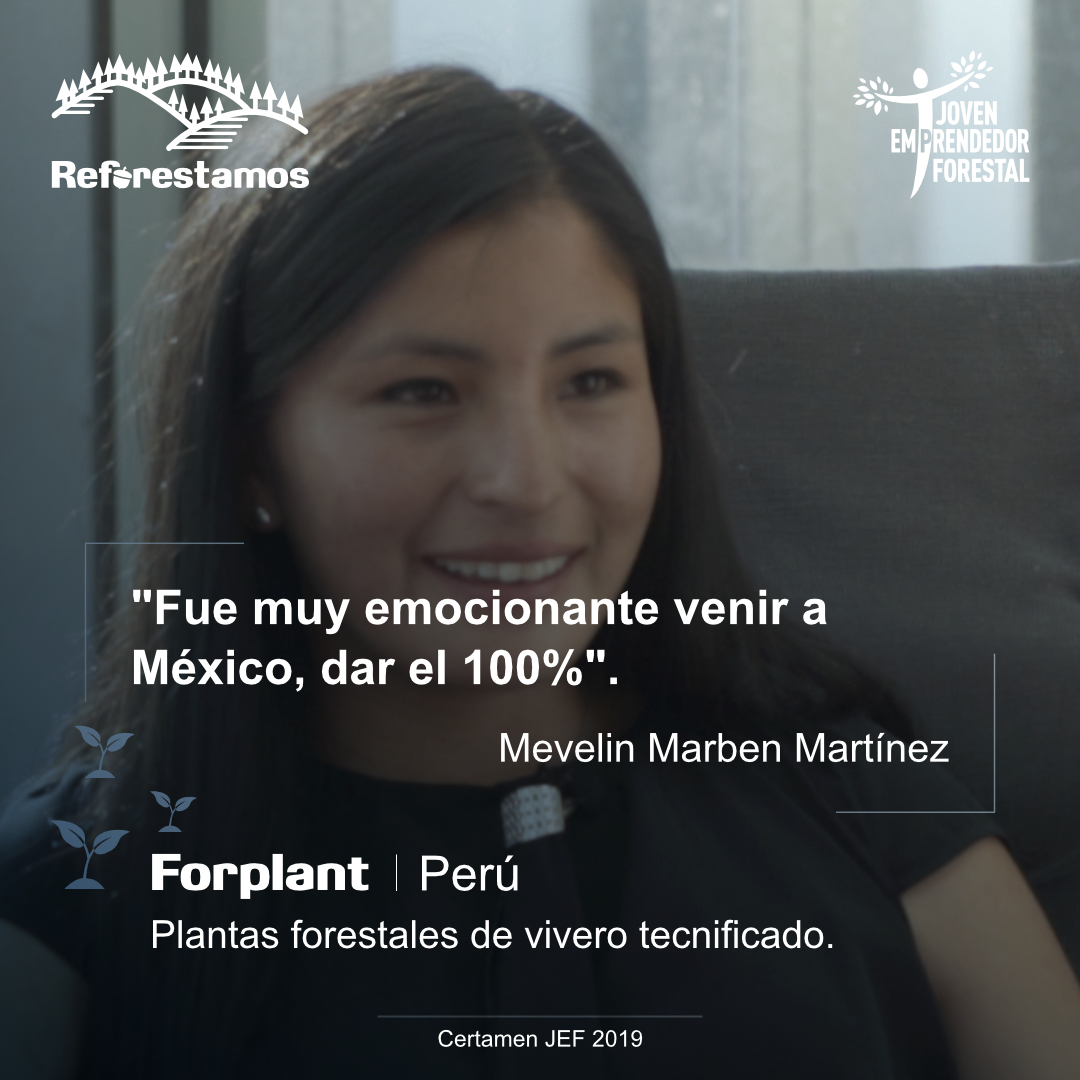 Reforestamos
JOVEN
EMPRENDEDOR
FORESTAL
"Fue muy emocionante venir a
México, dar el 100%".
Mevelin Marben Martínez
Forplant | Perú
Plantas forestales de vivero tecnificado.
Certamen JEF 2019